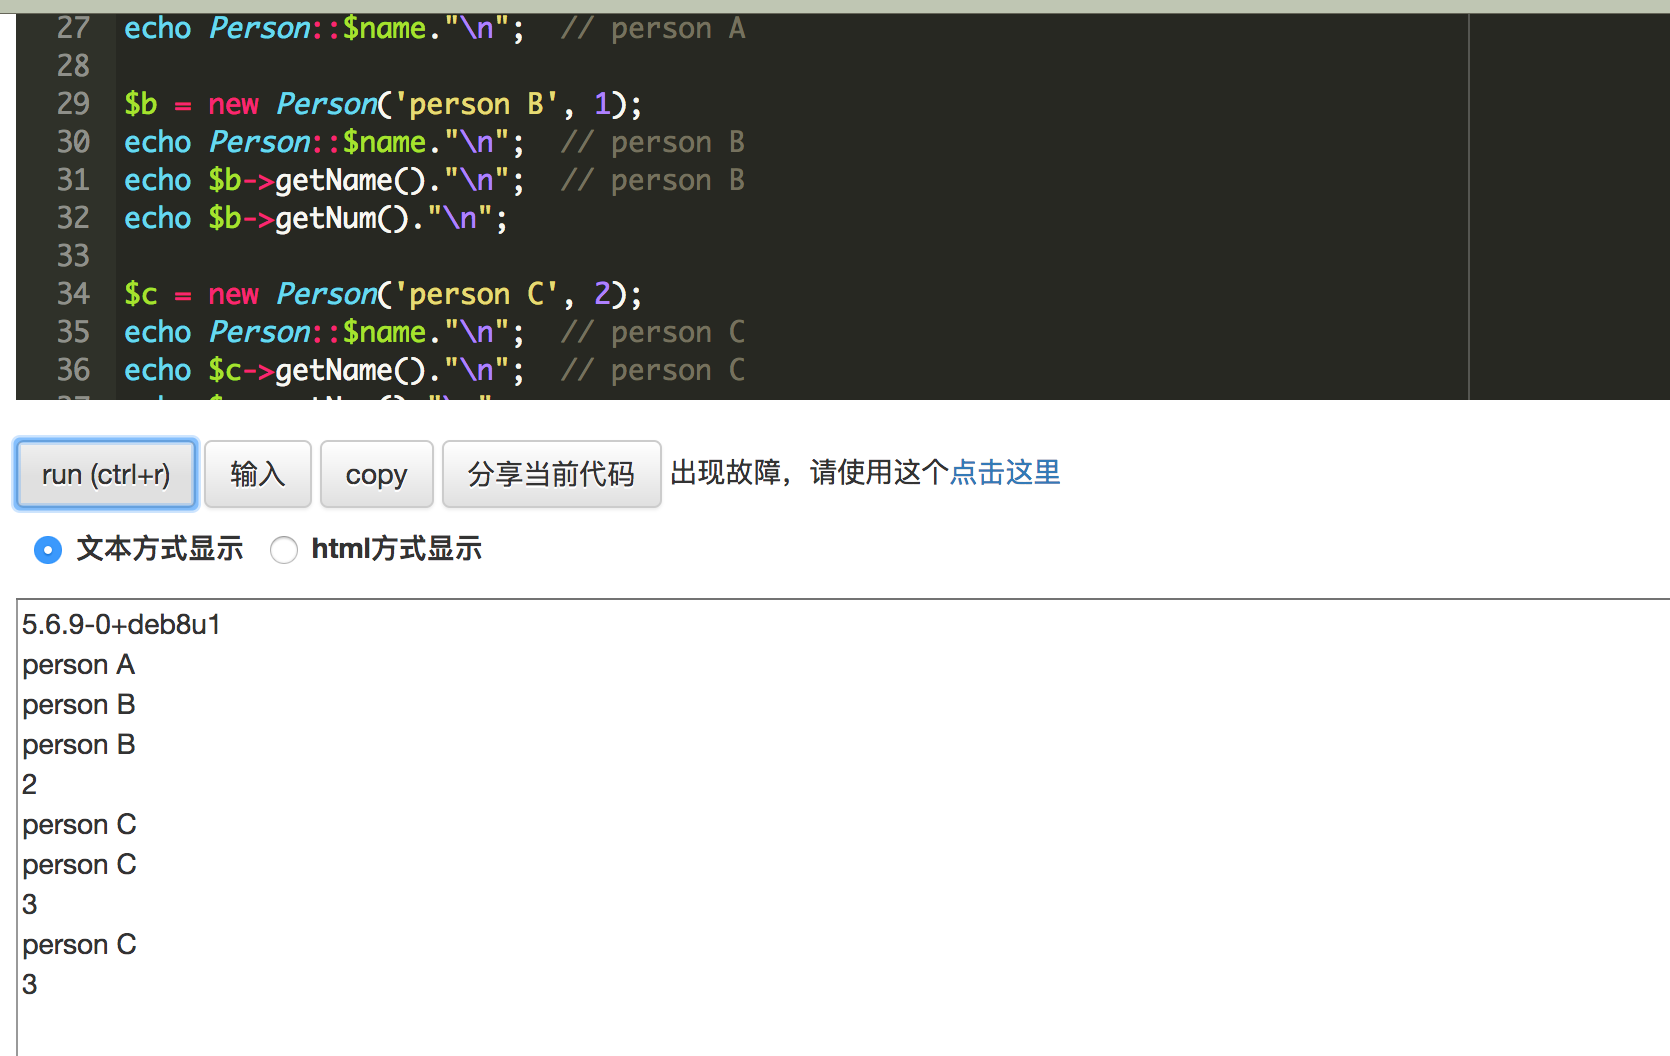 27 echo Person::$name."\n";  // person A
28
29 $b = new Person('person B', 1);
30 echo Person::$name."\n";  // person B
31 echo $b->getName()."\n";  // person B
32 echo $b->getNum()."\n";
33
34 $c = new Person('person C', 2);
35 echo Person::$name."\n";  // person C
36 echo $c->getName()."\n";  // person C
run (ctrl+r) 输入 copy 分享当前代码 出现故障，请使用这个点击这里
文本方式显示 html方式显示
5.6.9-0+deb8u1
person A
person B
person B
2
person C
person C
3
person C
3